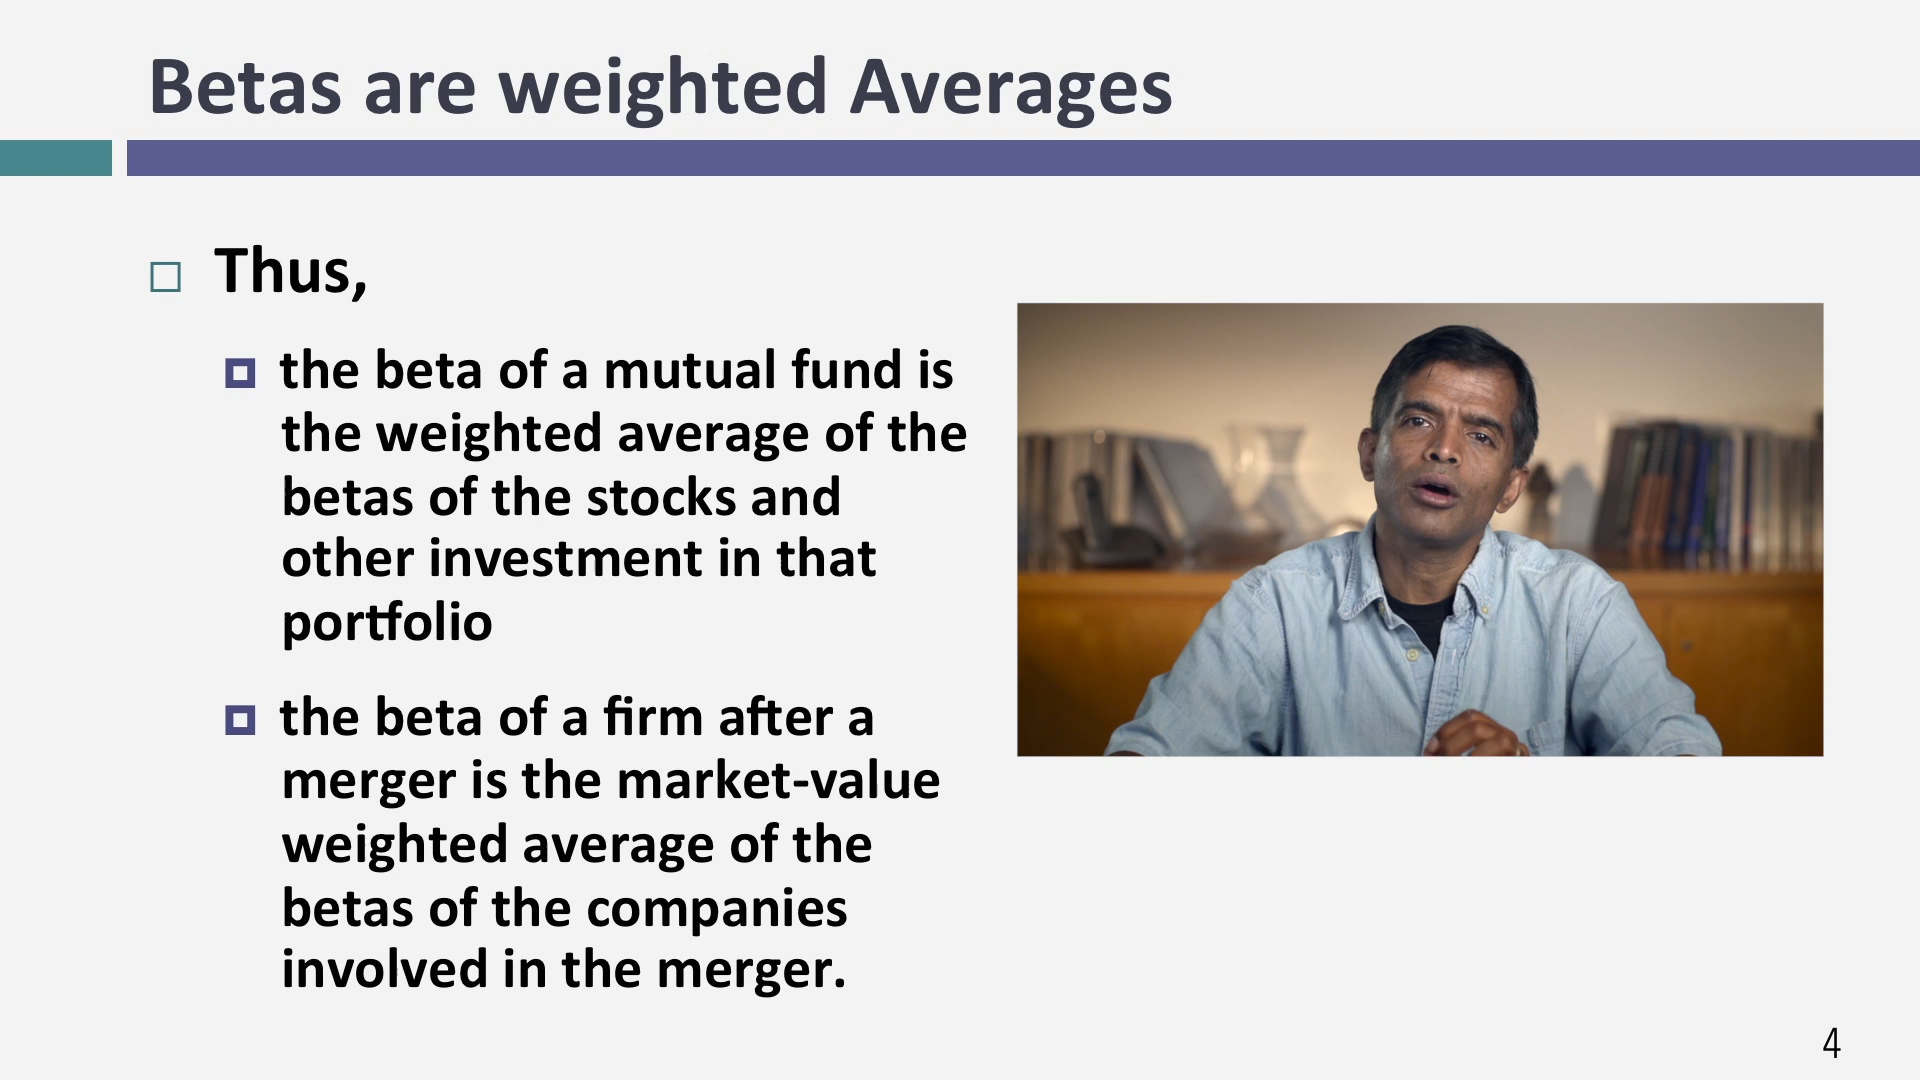 Betas are weighted Averages
Thus,
the beta of a mutual fund is
the weighted average of the
betas of the stocks and
other investment in that
portfolio
the beta of a firm after a
merger is the market-value
weighted average of the
betas of the companies
involved in the merger.
4